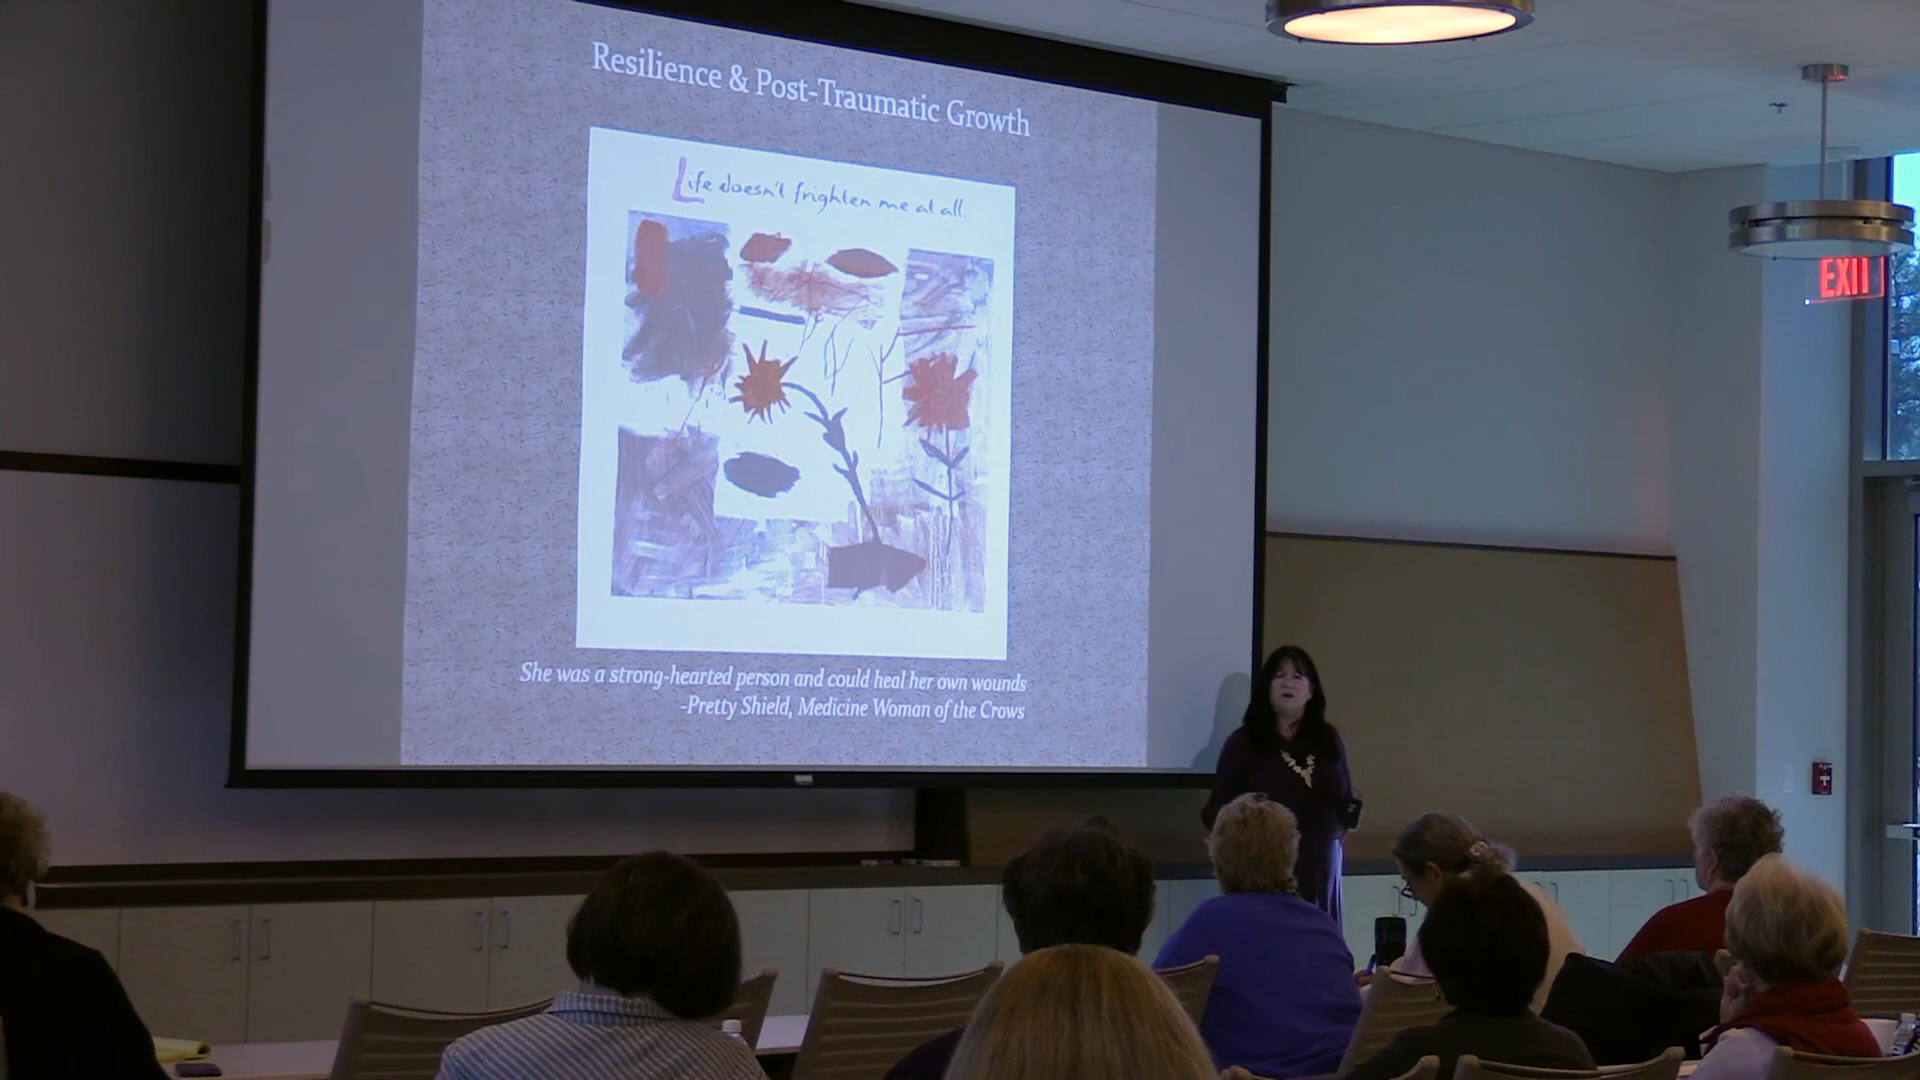 Resilience & Post-Traumatic Growth
Life doesn't frighten me at all.
She was a strong-hearted person and could heal her own wounds
-Pretty Shield, Medicine Woman of the Crows
EXIT